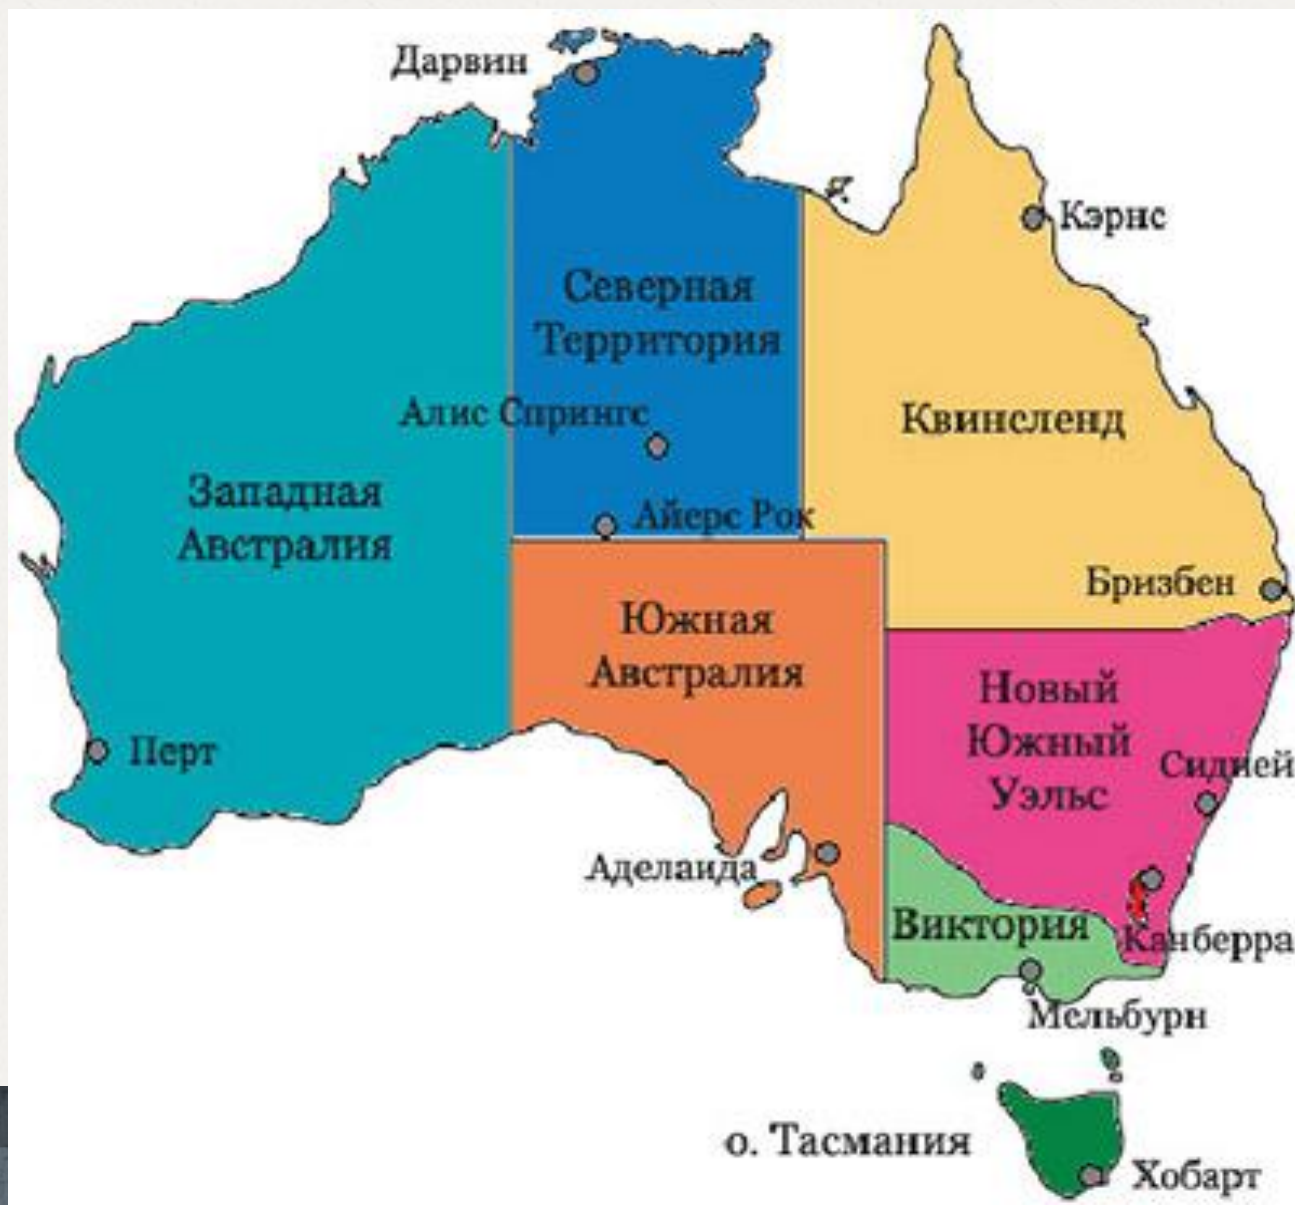 Дарвин
Кэрнс
Северная
Территория
Алис Спрингс
Квинсленд
Западная
Австралия
Айерс Рок
Бризбен
Южная
Австралия
Новый
Южный
Уэльс
Сидней
Перт
Аделаида
Виктория
Канберра
Мельбурн
о. Тасмания
Хобарт